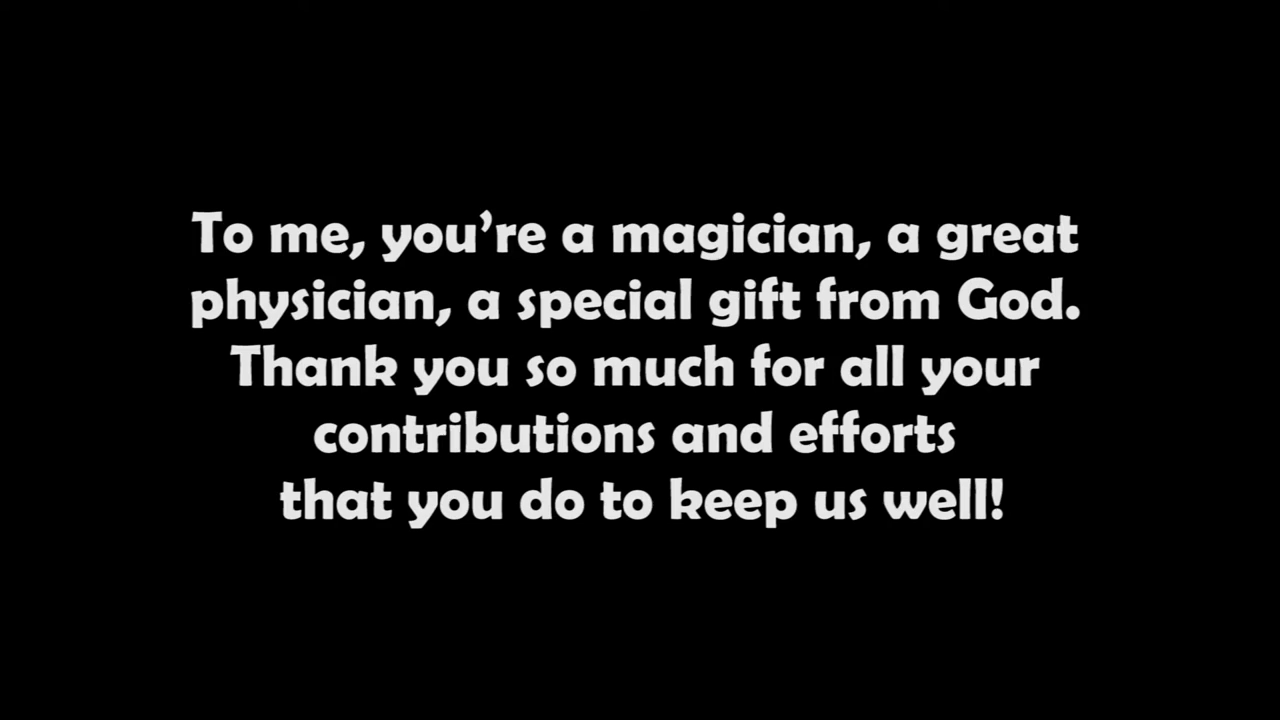 To me, you’re a magician, a great
physician, a special gift from God.
Thank you so much for all your
contributions and efforts
that you do to keep us well!